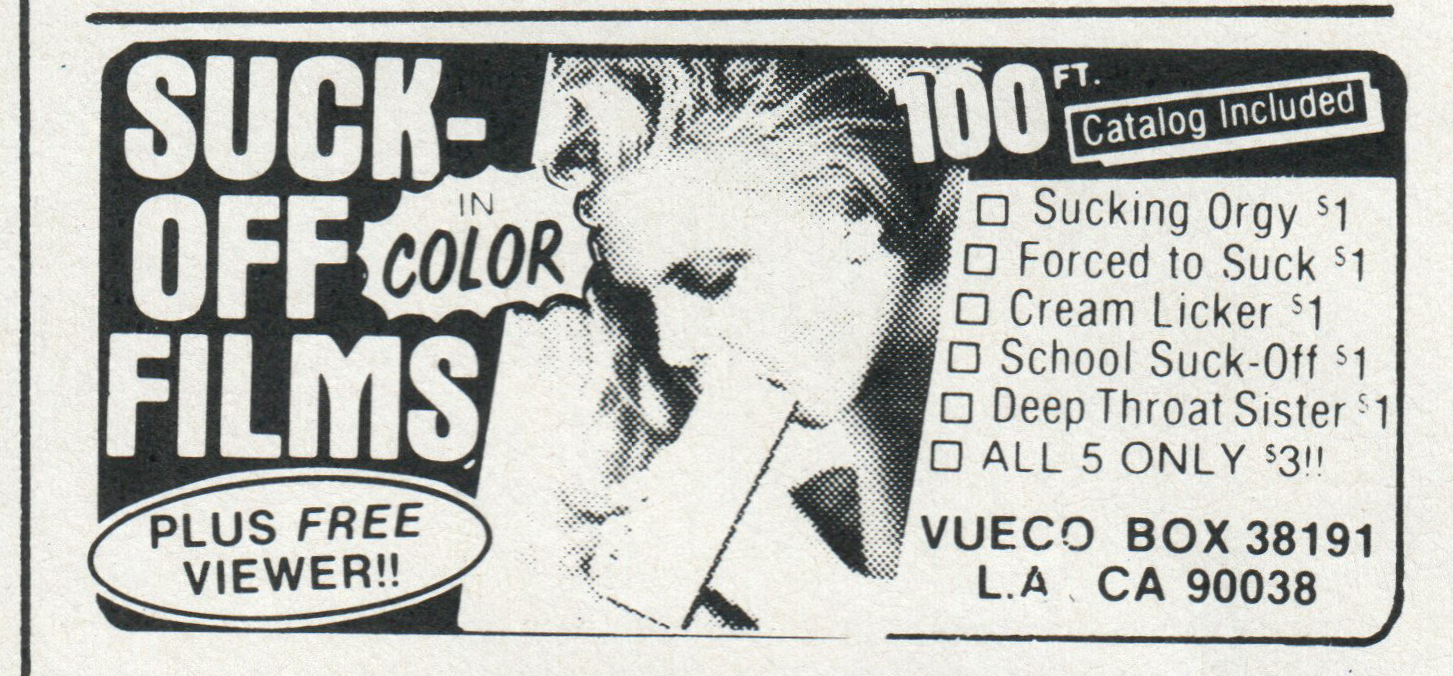 SUCK-
OFF
FILMS
IN
COLOR
PLUS FREE
VIEWER!!
100 FT.
Catalog Included
Sucking Orgy $1
Forced to Suck $1
Cream Licker $1
School Suck-Off $1
Deep Throat Sister $1
ALL 5 ONLY $3!!
VUECO BOX 38191
L.A. CA 90038